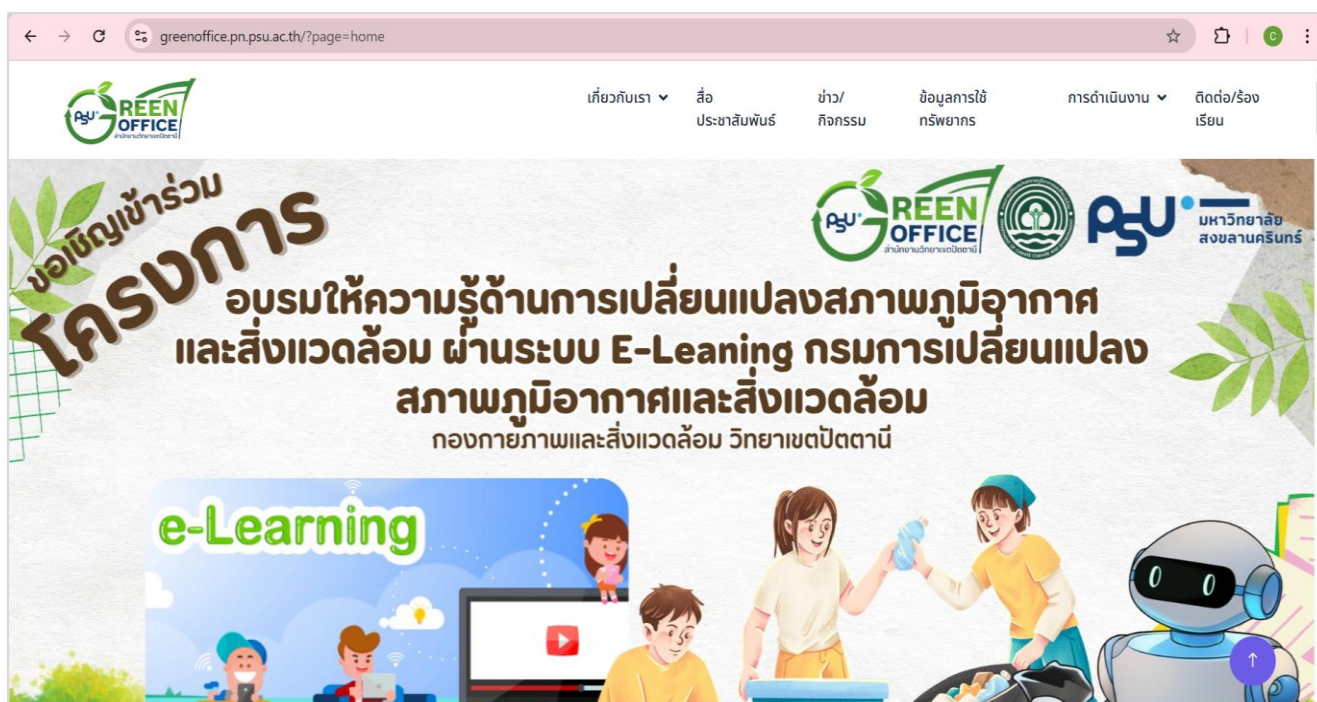 greenoffice.pn.psu.ac.th/?page=home
C
PSU GREEN
OFFICE
สำนักงานวิทยาเขตปัตตานี
เกี่ยวกับเรา
สื่อ
ประชาสัมพันธ์
ข่าว/
กิจกรรม
ข้อมูลการใช้
ทรัพยากร
การดำเนินงาน
ติดต่อ/ร้อง
เรียน
ขอเชิญเข้าร่วม
โครงการ
PSU GREEN
OFFICE
สำนักงานวิทยาเขตปัตตานี
PSU
มหาวิทยาลัย
สงขลานครินทร์
อบรมให้ความรู้ด้านการเปลี่ยนแปลงสภาพภูมิอากาศ
และสิ่งแวดล้อม ผ่านระบบ E-Leaning กรมการเปลี่ยนแปลง
สภาพภูมิอากาศและสิ่งแวดล้อม
กองกายภาพและสิ่งแวดล้อม วิทยาเขตปัตตานี
e-Learning